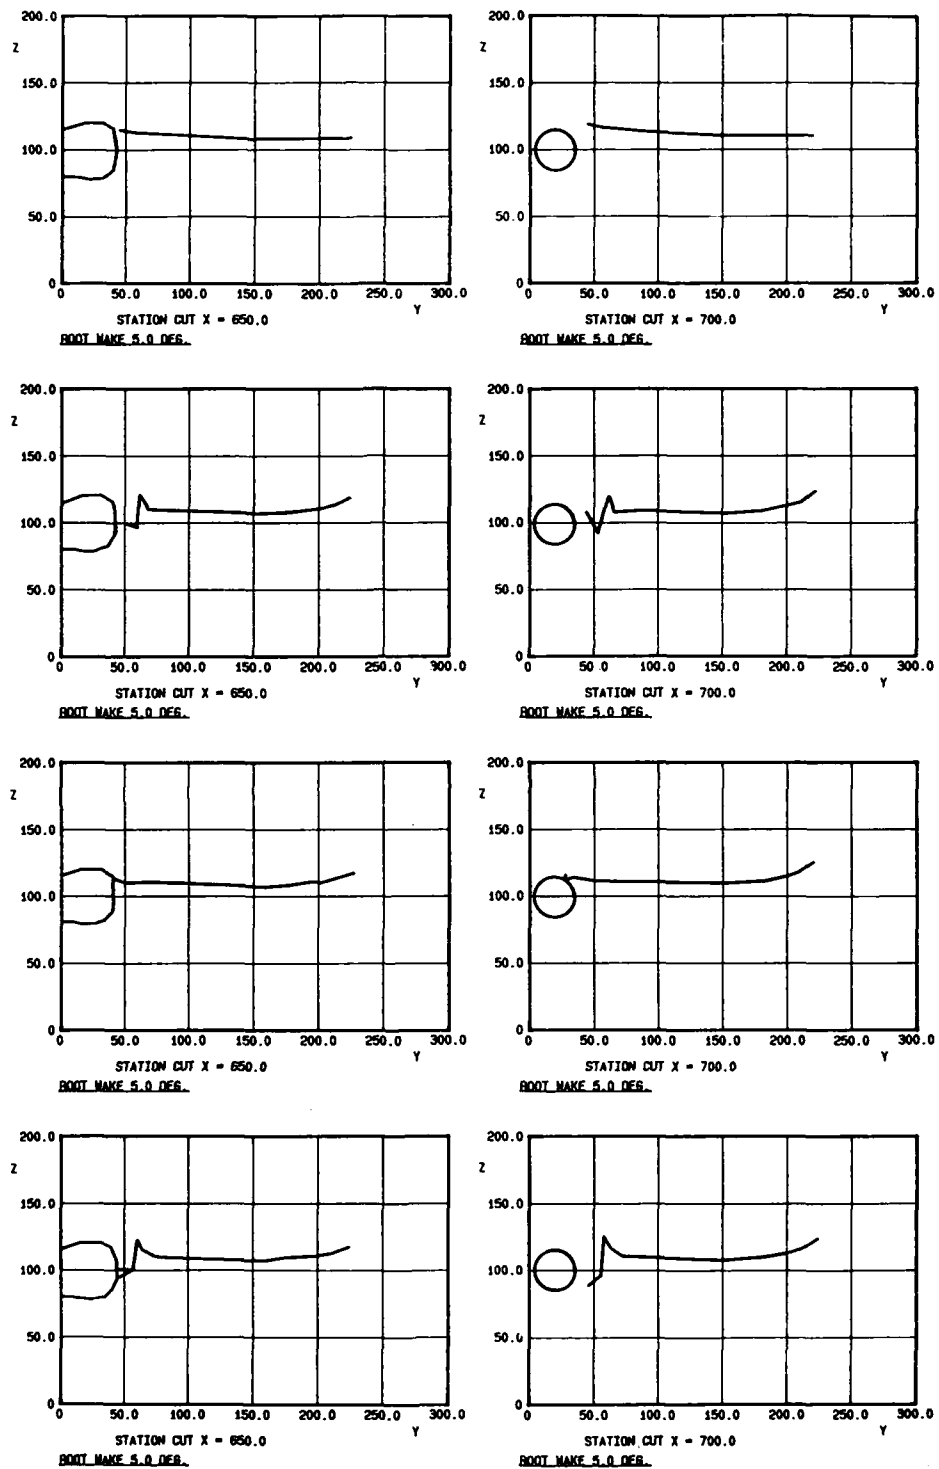 200.0 200.0
Z Z
150.0 150.0
100.0 100.0
50.0 50.0
0 0
0 50.0 100.0 150.0 200.0 250.0 300.0 0 50.0 100.0 150.0 200.0 250.0 300.0
Y Y
STATION CUT X = 650.0 STATION CUT X = 700.0
ROOT WAKE 5.0 DEG. ROOT WAKE 5.0 DEG.
200.0 200.0
Z Z
150.0 150.0
100.0 100.0
50.0 50.0
0 0
0 50.0 100.0 150.0 200.0 250.0 300.0 0 50.0 100.0 150.0 200.0 250.0 300.0
Y Y
STATION CUT X = 650.0 STATION CUT X = 700.0
ROOT WAKE 5.0 DEG. ROOT WAKE 5.0 DEG.
200.0 200.0
Z Z
150.0 150.0
100.0 100.0
50.0 50.0
0 0
0 50.0 100.0 150.0 200.0 250.0 300.0 0 50.0 100.0 150.0 200.0 250.0 300.0
Y Y
STATION CUT X = 650.0 STATION CUT X = 700.0
ROOT WAKE 5.0 DEG. ROOT WAKE 5.0 DEG.
200.0 200.0
Z Z
150.0 150.0
100.0 100.0
50.0 50.0
0 0
0 50.0 100.0 150.0 200.0 250.0 300.0 0 50.0 100.0 150.0 200.0 250.0 300.0
Y Y
STATION CUT X = 650.0 STATION CUT X = 700.0
ROOT WAKE 5.0 DEG. ROOT WAKE 5.0 DEG.